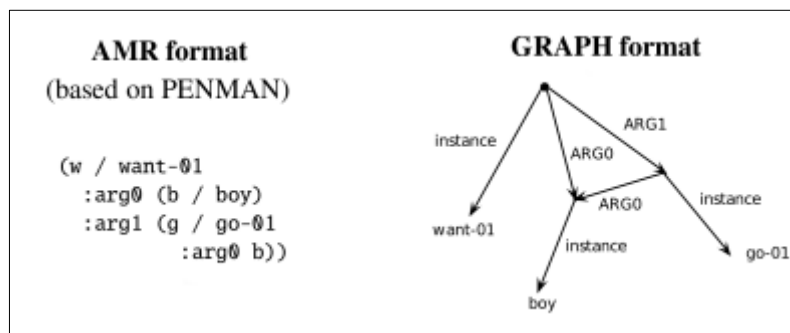 AMR format
(based on PENMAN)
(w / want-01
:arg0 (b / boy)
:arg1 (g / go-01
:arg0 b))
GRAPH format
instance
ARG0
ARG1
ARG0
instance
want-01
instance
go-01
boy